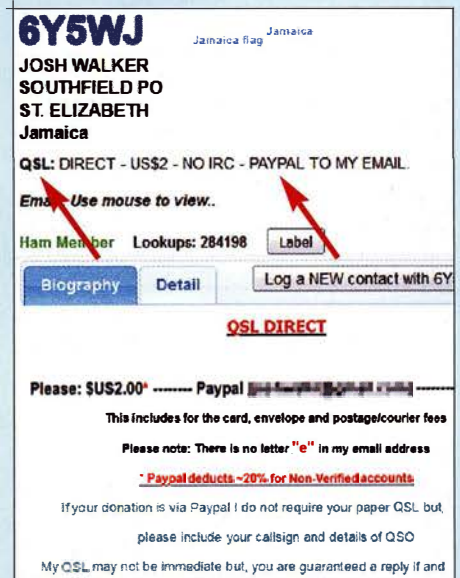 6Y5WJ
Jamaica flag Jamaica
JOSH WALKER
SOUTHFIELD PO
ST. ELIZABETH
Jamaica
QSL: DIRECT - US$2 - NO IRC - PAYPAL TO MY EMAIL.
Use mouse to view..
Ham Member Lookups: 284198 Label
Biography Detail Log a NEW contact with 6Y
QSL DIRECT
Please: $US2.00* -------- Paypal --------
This includes for the card, envelope and postage/courier fees
Please note: There is no letter "e" in my email address
* Paypal deducts ~20% for Non-Verified accounts
If your donation is via Paypal I do not require your paper QSL but,
please include your callsign and details of QSO
My QSL may not be immediate but, you are guaranteed a reply if and